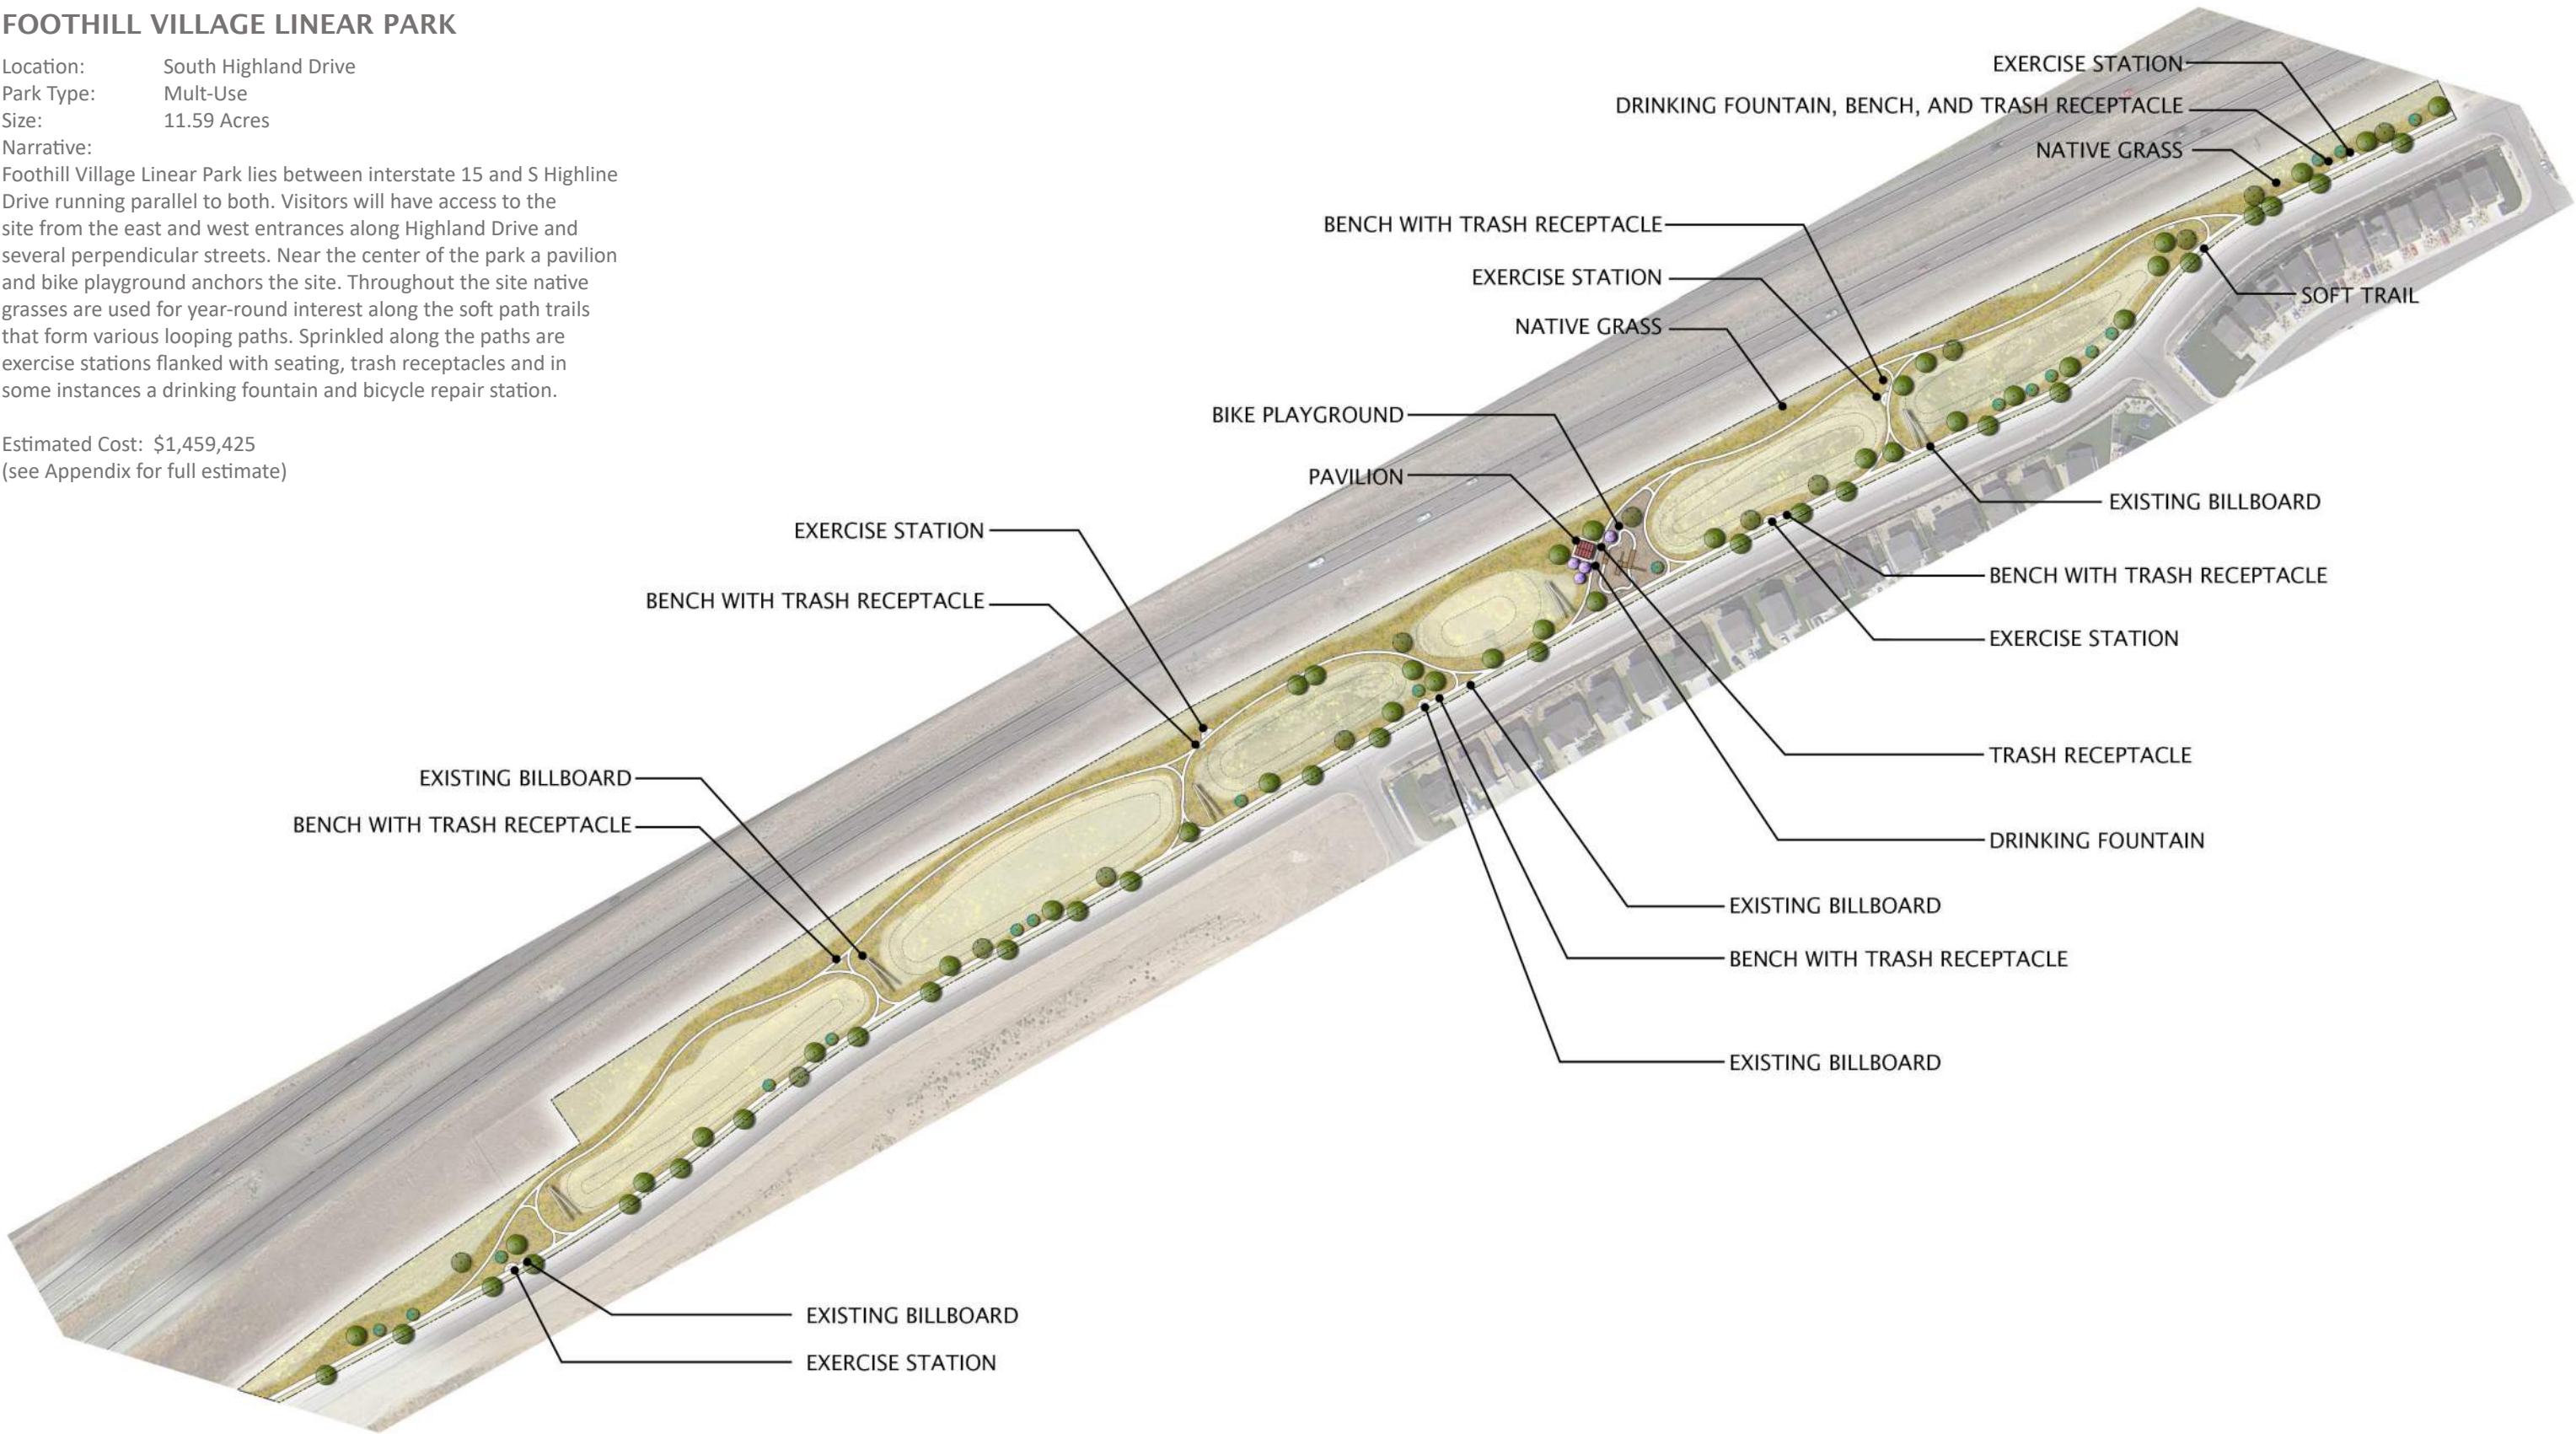 FOOTHILL VILLAGE LINEAR PARK
Location: South Highland Drive
Park Type: Mult-Use
Size: 11.59 Acres
Narrative:
Foothill Village Linear Park lies between interstate 15 and S Highline
Drive running parallel to both. Visitors will have access to the
site from the east and west entrances along Highland Drive and
several perpendicular streets. Near the center of the park a pavilion
and bike playground anchors the site. Throughout the site native
grasses are used for year-round interest along the soft path trails
that form various looping paths. Sprinkled along the paths are
exercise stations flanked with seating, trash receptacles and in
some instances a drinking fountain and bicycle repair station.
Estimated Cost: $1,459,425
(see Appendix for full estimate)
EXERCISE STATION
DRINKING FOUNTAIN, BENCH, AND TRASH RECEPTACLE
NATIVE GRASS
BENCH WITH TRASH RECEPTACLE
EXERCISE STATION
SOFT TRAIL
NATIVE GRASS
BIKE PLAYGROUND
PAVILION
EXISTING BILLBOARD
EXERCISE STATION
BENCH WITH TRASH RECEPTACLE
BENCH WITH TRASH RECEPTACLE
EXERCISE STATION
TRASH RECEPTACLE
EXISTING BILLBOARD
BENCH WITH TRASH RECEPTACLE
DRINKING FOUNTAIN
EXISTING BILLBOARD
BENCH WITH TRASH RECEPTACLE
EXISTING BILLBOARD
EXISTING BILLBOARD
EXERCISE STATION